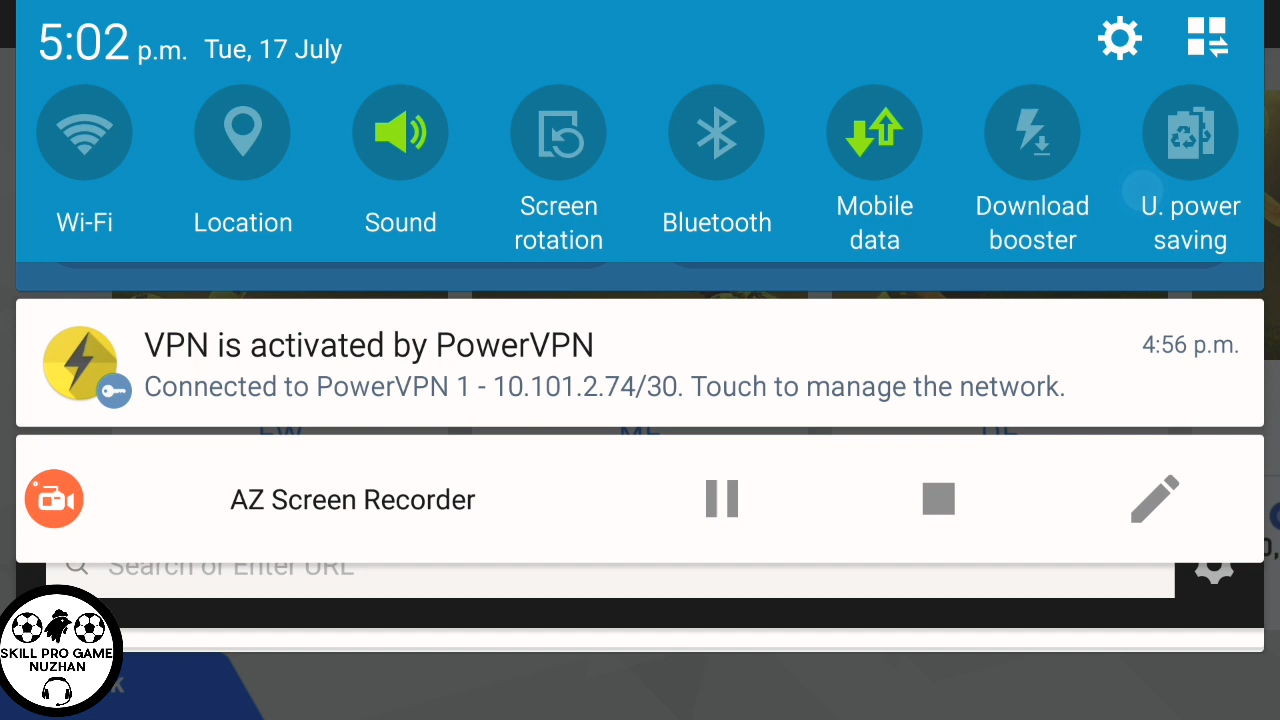 5:02 p.m. Tue, 17 July
Wi-Fi
Location
Sound
Screen
rotation
Bluetooth
Mobile
data
Download
booster
U. power
saving
VPN is activated by PowerVPN
4:56 p.m.
Connected to PowerVPN 1 - 10.101.2.74/30. Touch to manage the network.
AZ Screen Recorder
Search or Enter URL
SKILL PRO GAME
NUZHAN